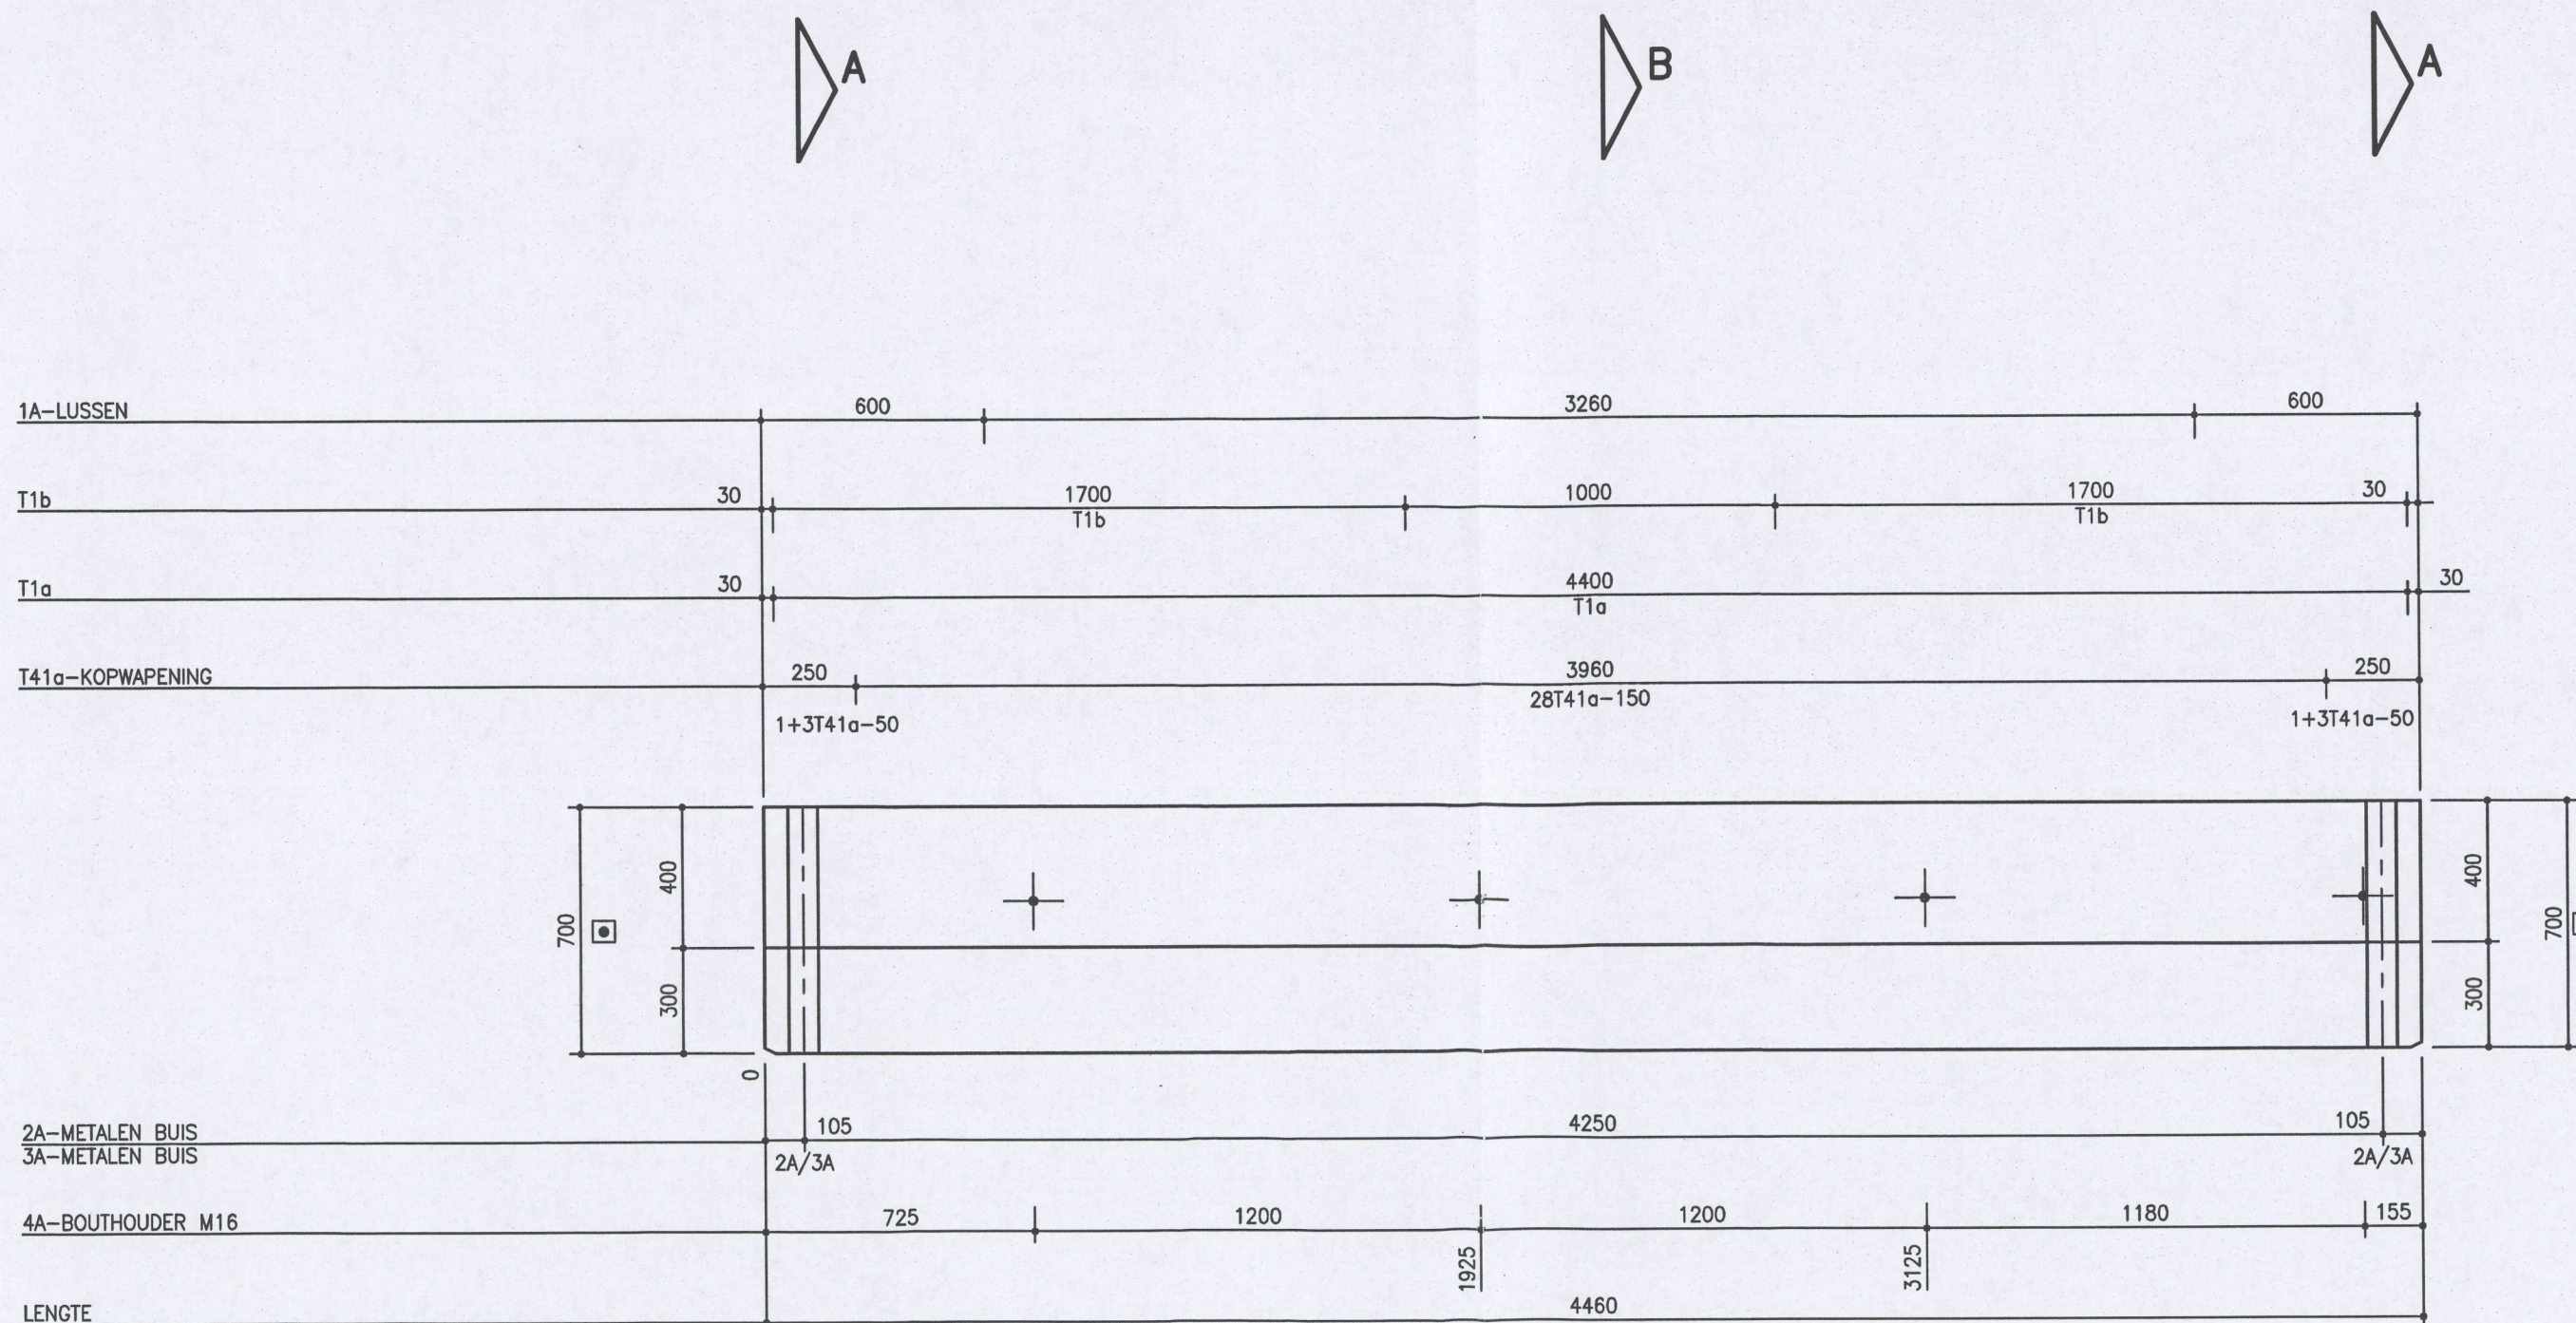 A B A
1A-LUSSEN 600 3260 600
T1b 30 1700 1000 1700 30
T1b T1b
T1a 30 4400 30
T1a
T41a-KOPWAPENING 250 3960 250
28T41a-150
1+3T41a-50 1+3T41a-50
400 400
700 700
300 300
0
2A-METALEN BUIS 105 4250 105
3A-METALEN BUIS 2A/3A 2A/3A
4A-BOUTHOUDER M16 725 1200 1200 1180 155
1925 3125
LENGTE 4460